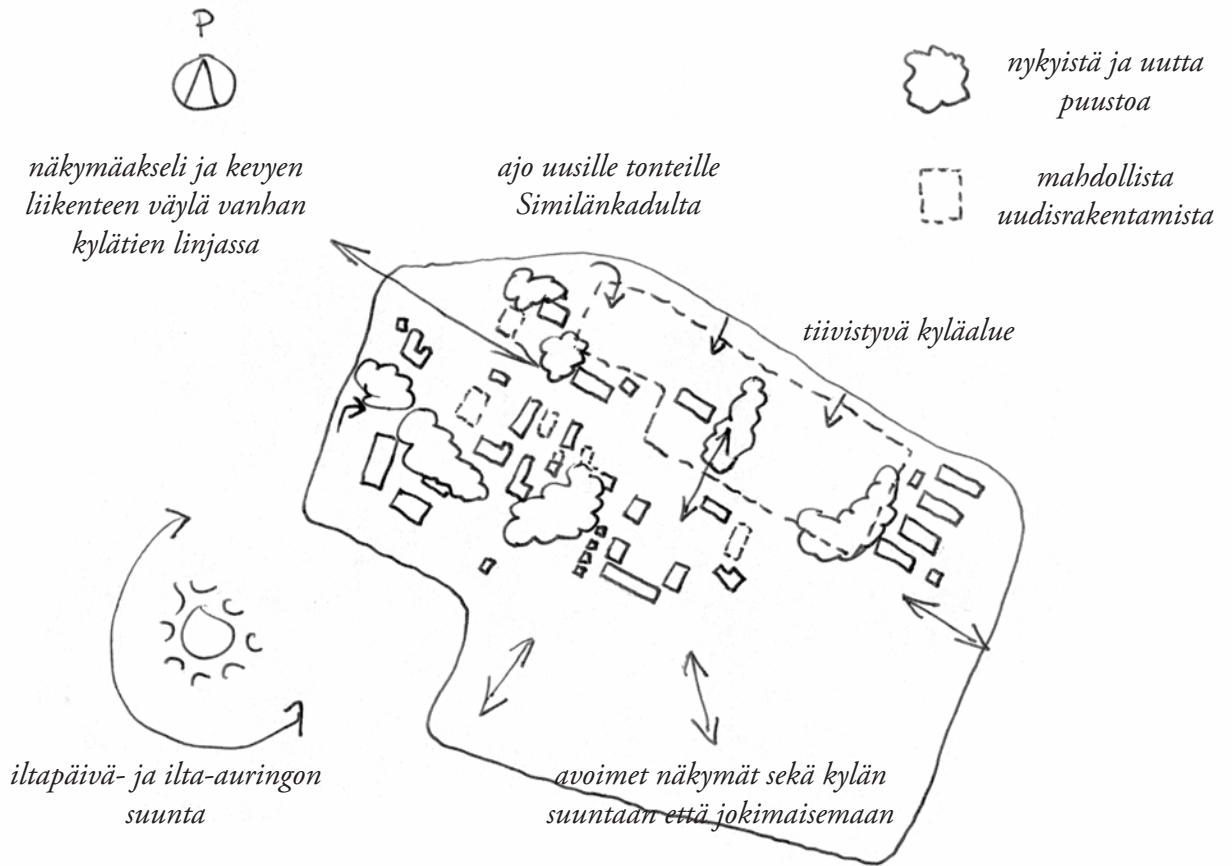 P
nykyistä ja uutta
puustoa
näkymäakseli ja kevyen
liikenteen väylä vanhan
kylätien linjassa
ajo uusille tonteille
Similänkadulta
mahdollista
uudisrakentamista
tiivistyvä kyläalue
iltapäivä- ja ilta-auringon
suunta
avoimet näkymät sekä kylän
suuntaan että jokimaisemaan